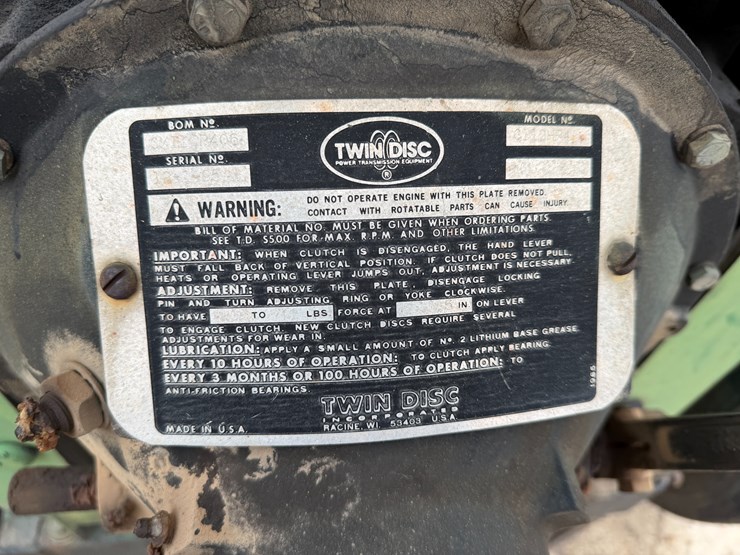 BOM Nº.
MODEL Nº.
TWIN DISC
POWER TRANSMISSION EQUIPMENT
®
SERIAL Nº.
WARNING: DO NOT OPERATE ENGINE WITH THIS PLATE REMOVED.
CONTACT WITH ROTATABLE PARTS CAN CAUSE INJURY.
BILL OF MATERIAL NO. MUST BE GIVEN WHEN ORDERING PARTS.
SEE T.D. S500 FOR MAX. R.P.M. AND OTHER LIMITATIONS.
IMPORTANT: WHEN CLUTCH IS DISENGAGED, THE HAND LEVER
MUST FALL BACK OF VERTICAL POSITION. IF CLUTCH DOES NOT PULL,
HEATS OR OPERATING LEVER JUMPS OUT, ADJUSTMENT IS NECESSARY
ADJUSTMENT: REMOVE THIS PLATE, DISENGAGE LOCKING
PIN AND TURN ADJUSTING RING OR YOKE CLOCKWISE.
TO HAVE TO LBS FORCE AT IN ON LEVER
TO ENGAGE CLUTCH. NEW CLUTCH DISCS REQUIRE SEVERAL
ADJUSTMENTS FOR WEAR IN.
LUBRICATION: APPLY A SMALL AMOUNT OF Nº 2 LITHIUM BASE GREASE
EVERY 10 HOURS OF OPERATION: TO CLUTCH APPLY BEARING
EVERY 3 MONTHS OR 100 HOURS OF OPERATION: TO
ANTI-FRICTION BEARINGS
TWIN DISC
INCORPORATED
RACINE, WI. 53403 U.S.A.
MADE IN U.S.A.